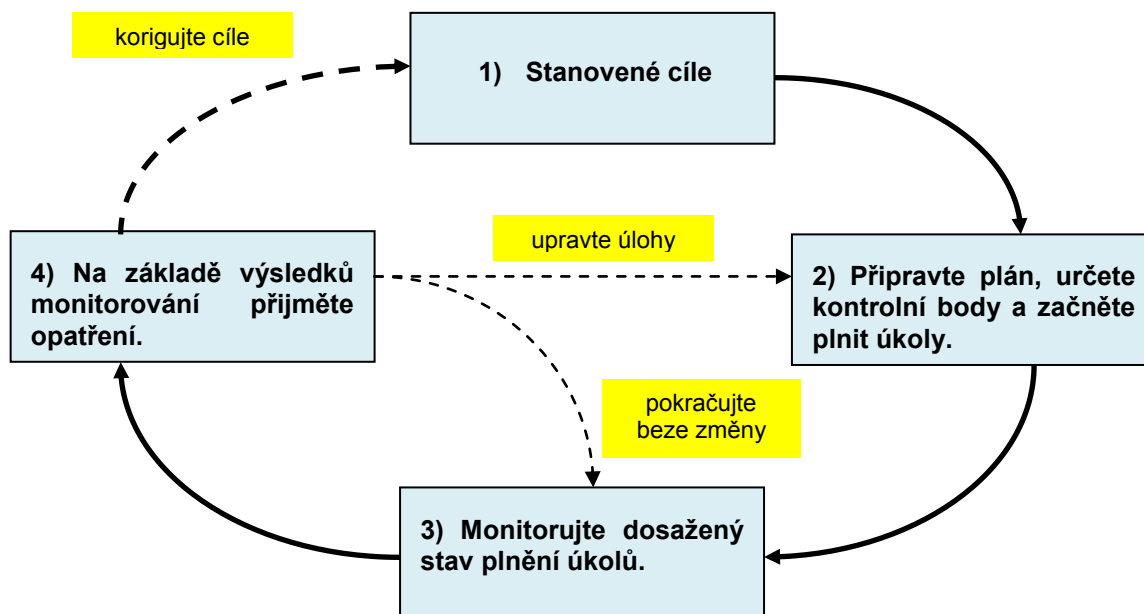 korigujte cíle
1) Stanovené cíle
upravte úlohy
4) Na základě výsledků
monitorování přijměte
opatření.
2) Připravte plán, určete
kontrolní body a začněte
plnit úkoly.
pokračujte
beze změny
3) Monitorujte dosažený
stav plnění úkolů.